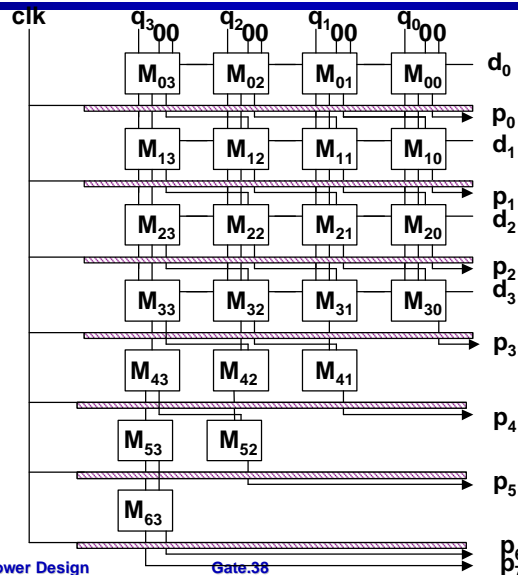 clk q₃ 00 q₂ 00 q₁ 00 q₀ 00
M₀₃ M₀₂ M₀₁ M₀₀ d₀
p₀
M₁₃ M₁₂ M₁₁ M₁₀ d₁
p₁
M₂₃ M₂₂ M₂₁ M₂₀ d₂
p₂
M₃₃ M₃₂ M₃₁ M₃₀ d₃
p₃
M₄₃ M₄₂ M₄₁
p₄
M₅₃ M₅₂
p₅
M₆₃
ower Design Gate.38